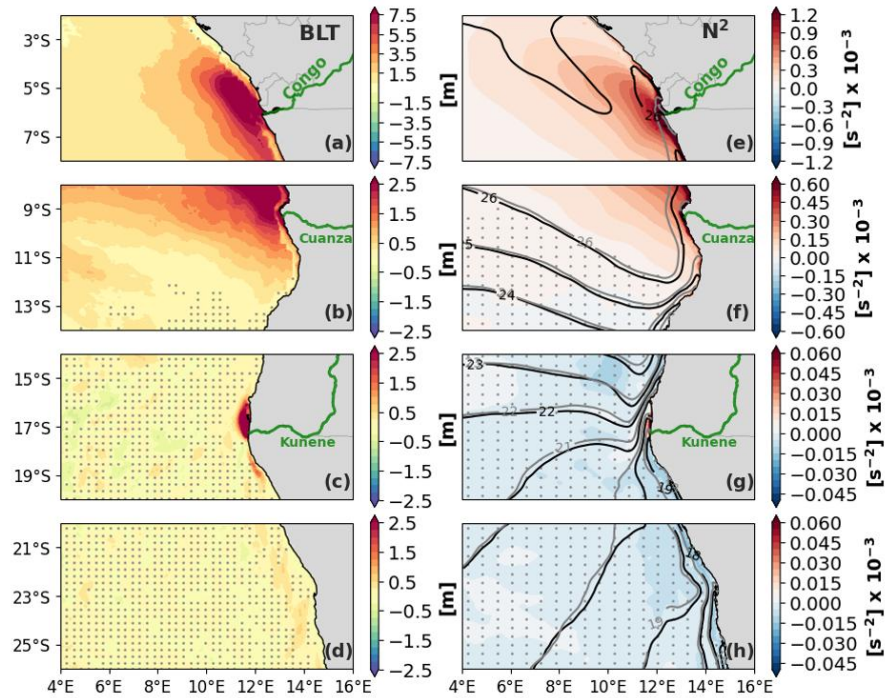 BLT
N²
3°S
5°S
7°S
Congo
(a)
7.5
5.5
3.5
1.5
−1.5
−3.5
−5.5
−7.5
[m]
Congo
26
(e)
1.2
0.9
0.6
0.3
0.0
−0.3
−0.6
−0.9
−1.2
[s⁻²] x 10⁻³
9°S
11°S
13°S
Cuanza
(b)
2.5
1.5
0.5
−0.5
−1.5
−2.5
[m]
26
26
5
24
Cuanza
(f)
0.60
0.45
0.30
0.15
0.00
−0.15
−0.30
−0.45
−0.60
[s⁻²] x 10⁻³
15°S
17°S
19°S
Kunene
(c)
2.5
1.5
0.5
−0.5
−1.5
−2.5
[m]
23
22
22
21
19
Kunene
(g)
0.060
0.045
0.030
0.015
0.000
−0.015
−0.030
−0.045
[s⁻²] x 10⁻³
21°S
23°S
25°S
(d)
2.5
1.5
0.5
−0.5
−1.5
−2.5
[m]
18
19
(h)
0.060
0.045
0.030
0.015
0.000
−0.015
−0.030
−0.045
[s⁻²] x 10⁻³
4°E 6°E 8°E 10°E 12°E 14°E 16°E
4°E 6°E 8°E 10°E 12°E 14°E 16°E